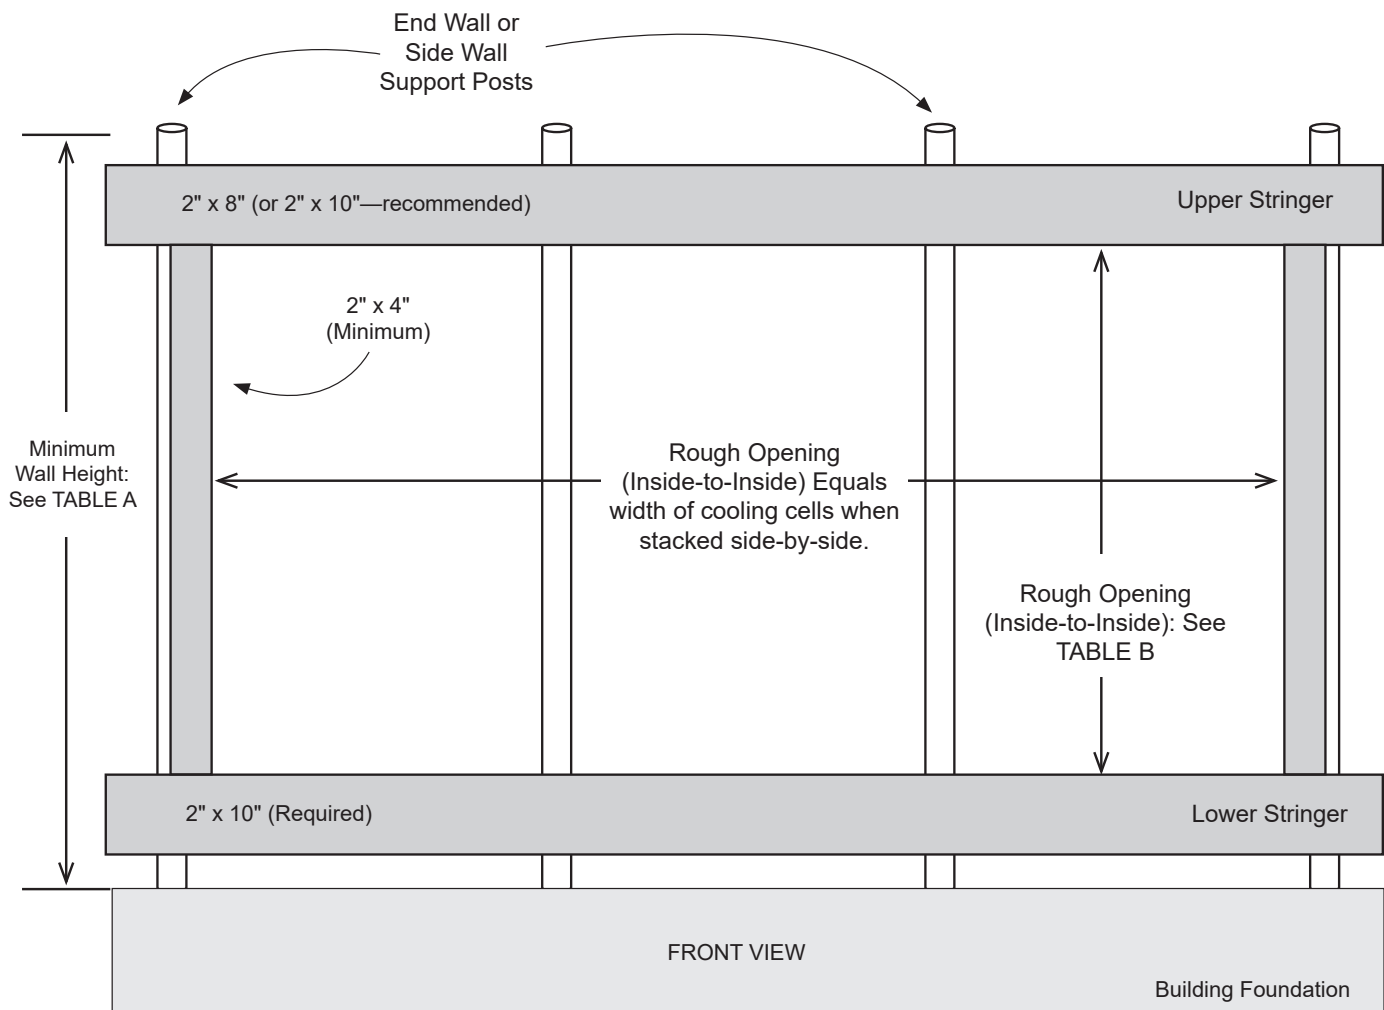 End Wall or
Side Wall
Support Posts
2" x 8" (or 2" x 10"—recommended)
Upper Stringer
2" x 4"
(Minimum)
Minimum
Wall Height:
See TABLE A
Rough Opening
(Inside-to-Inside) Equals
width of cooling cells when
stacked side-by-side.
Rough Opening
(Inside-to-Inside): See
TABLE B
2" x 10" (Required)
Lower Stringer
FRONT VIEW
Building Foundation